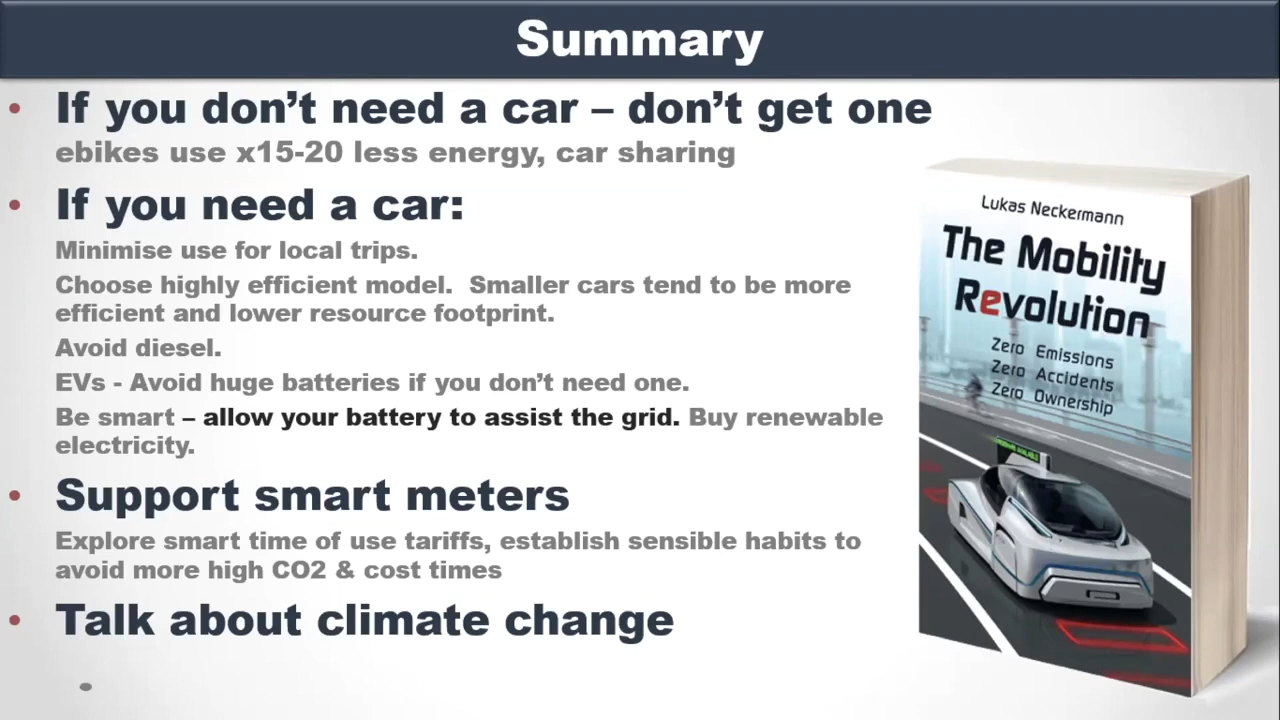 Summary
• If you don’t need a car – don’t get one
ebikes use x15-20 less energy, car sharing
• If you need a car:
Minimise use for local trips.
Choose highly efficient model.  Smaller cars tend to be more
efficient and lower resource footprint.
Avoid diesel.
EVs - Avoid huge batteries if you don’t need one.
Be smart – allow your battery to assist the grid. Buy renewable
electricity.
• Support smart meters
Explore smart time of use tariffs, establish sensible habits to
avoid more high CO2 & cost times
• Talk about climate change
•
Lukas Neckermann
The Mobility
Revolution
Zero Emissions
Zero Accidents
Zero Ownership